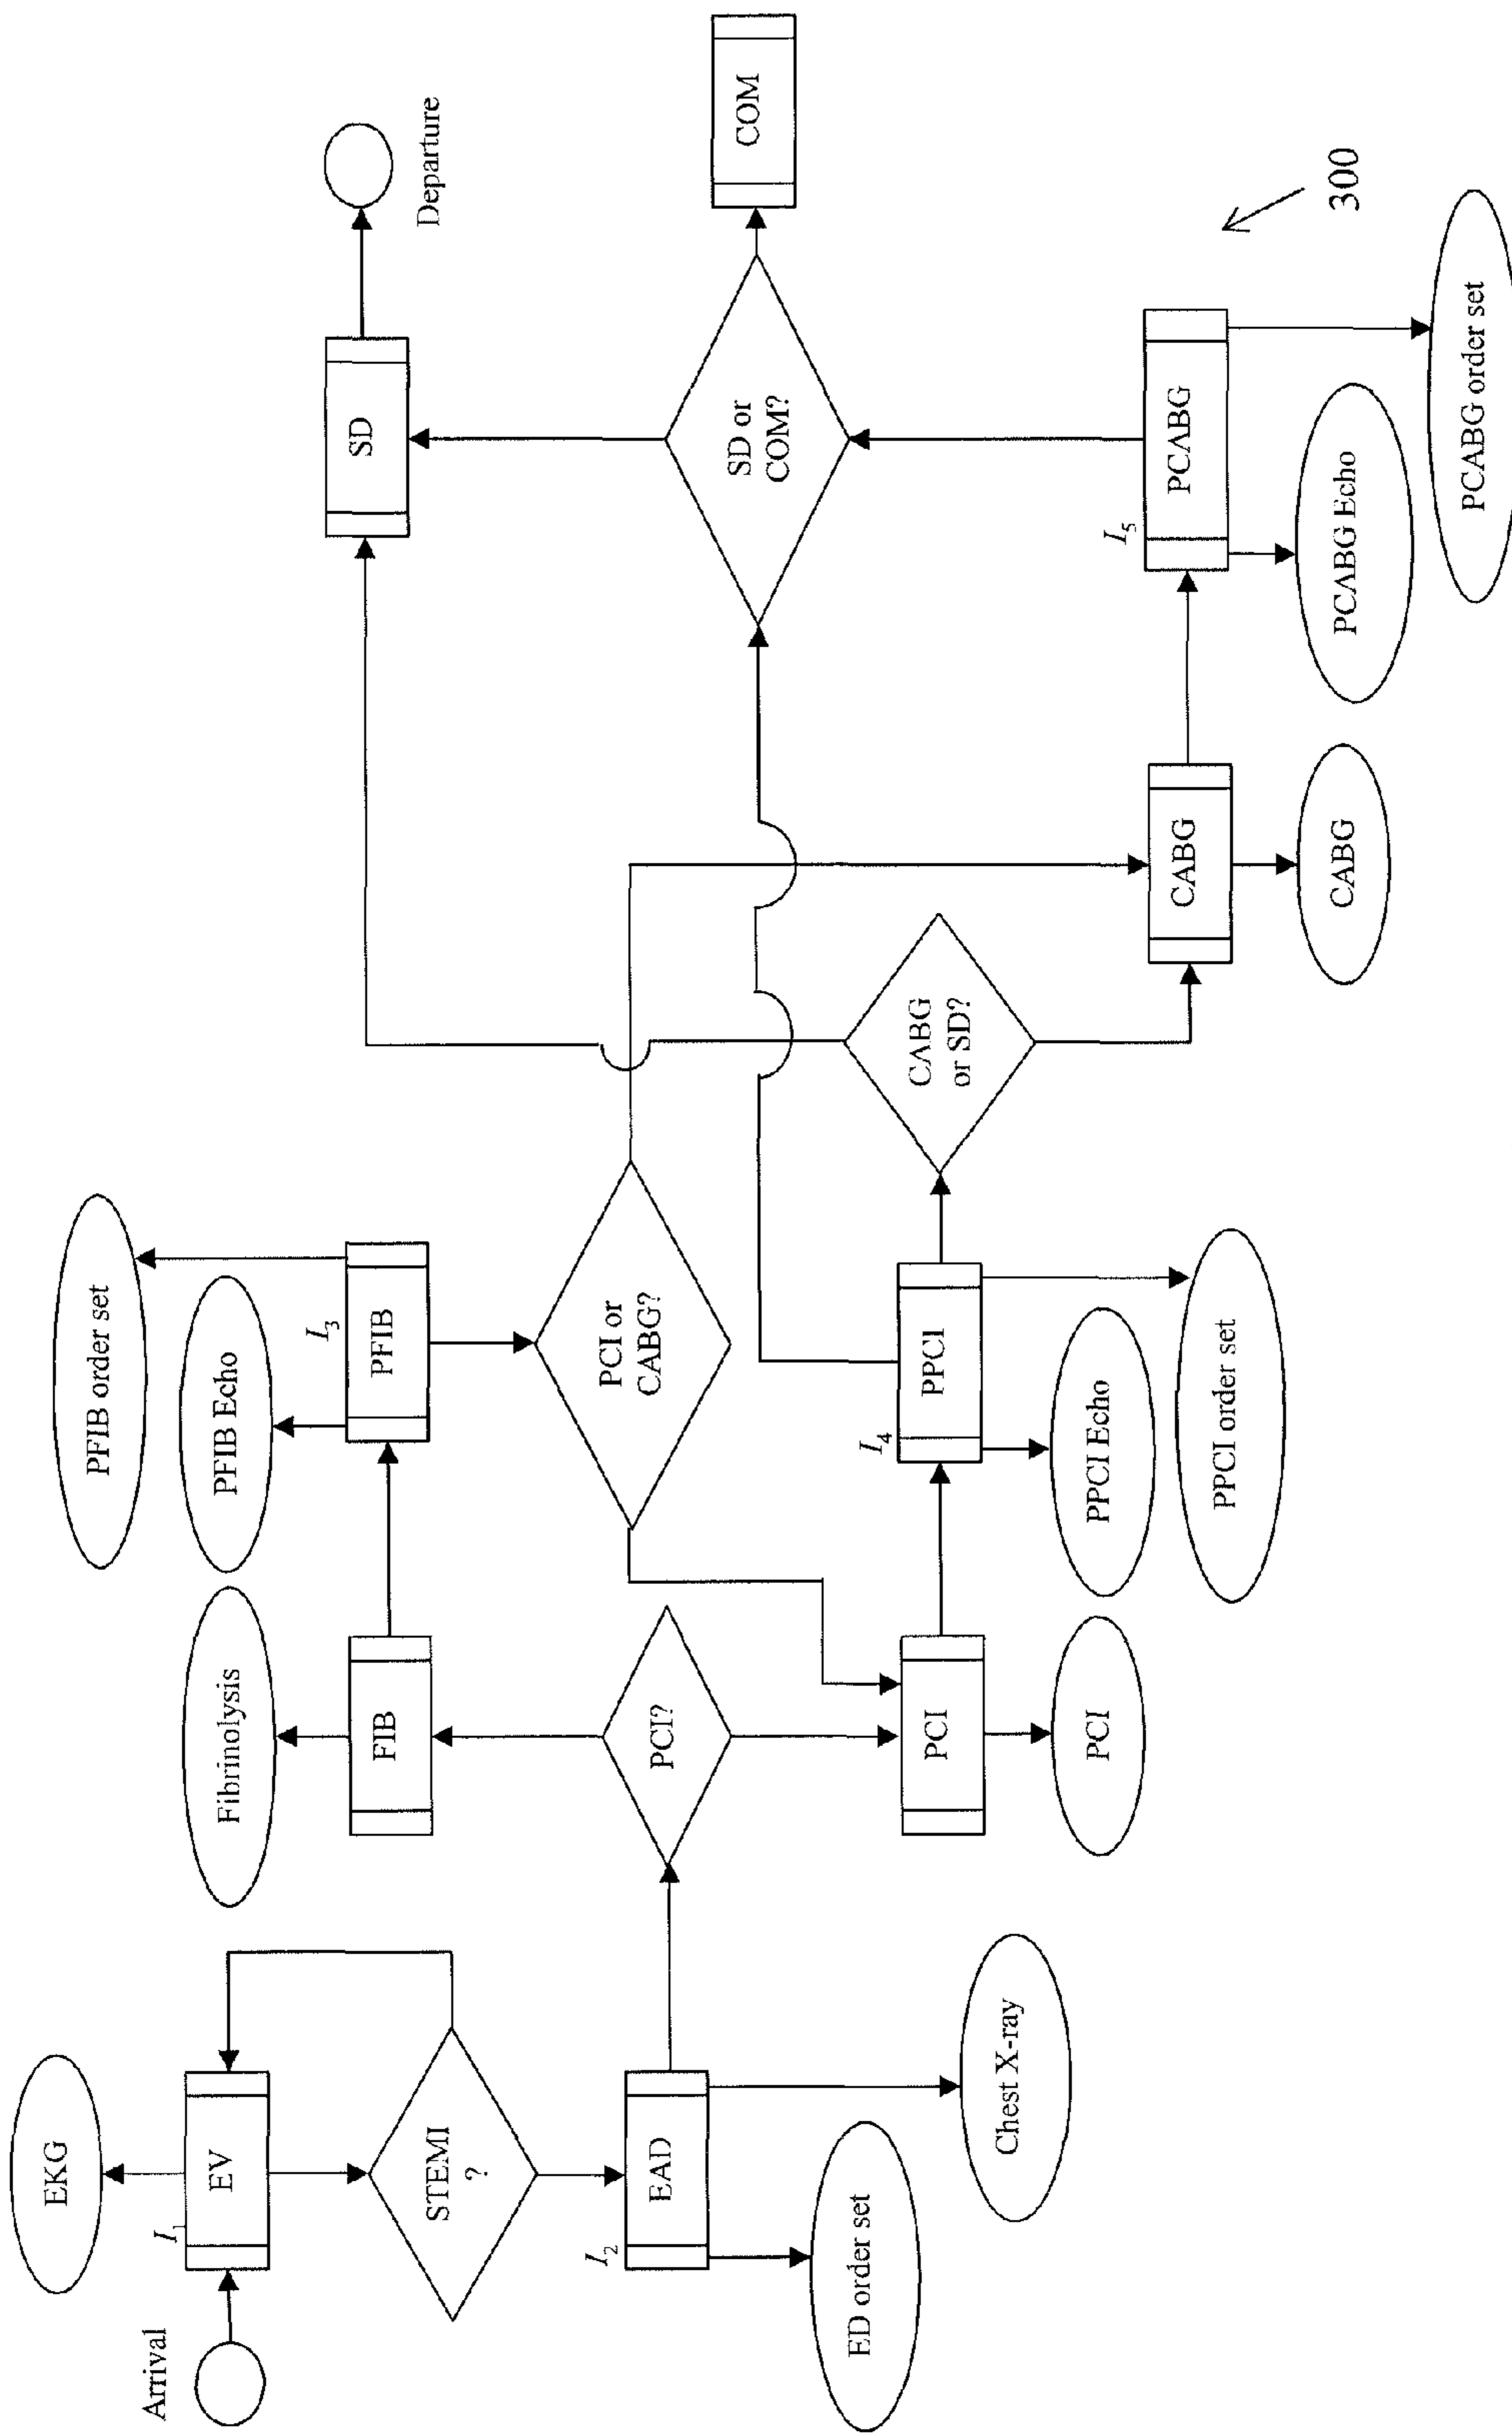 Arrival
EKG
I1
EV
STEMI
?
I2
EAD
ED order set
Chest X-ray
Fibrinolysis
FIB
PCI?
PCI
PCI
PFIB order set
PFIB Echo
I3
PFIB
PCI or
CABG?
I4
PPCI
PPCI Echo
PPCI order set
CABG
or SD?
CABG
CABG
SD
Departure
SD or
COM?
COM
I5
PCABG
PCABG Echo
PCABG order set
300